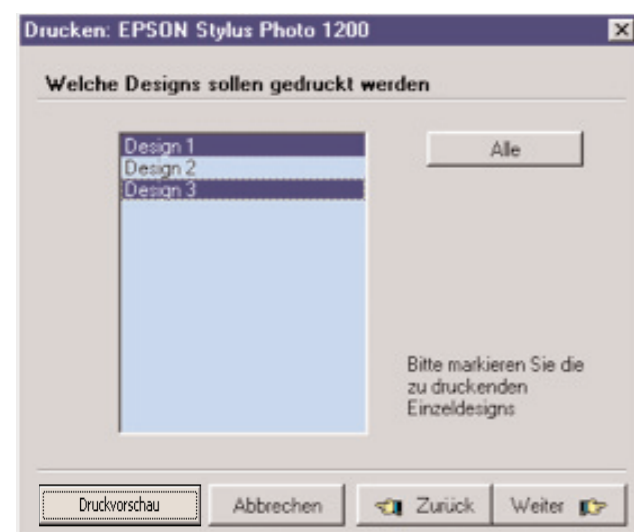 Drucken: EPSON Stylus Photo 1200
Welche Designs sollen gedruckt werden
Design 1
Design 2
Design 3
Alle
Bitte markieren Sie die
zu druckenden
Einzeldesigns
Druckvorschau
Abbrechen
Zurück
Weiter